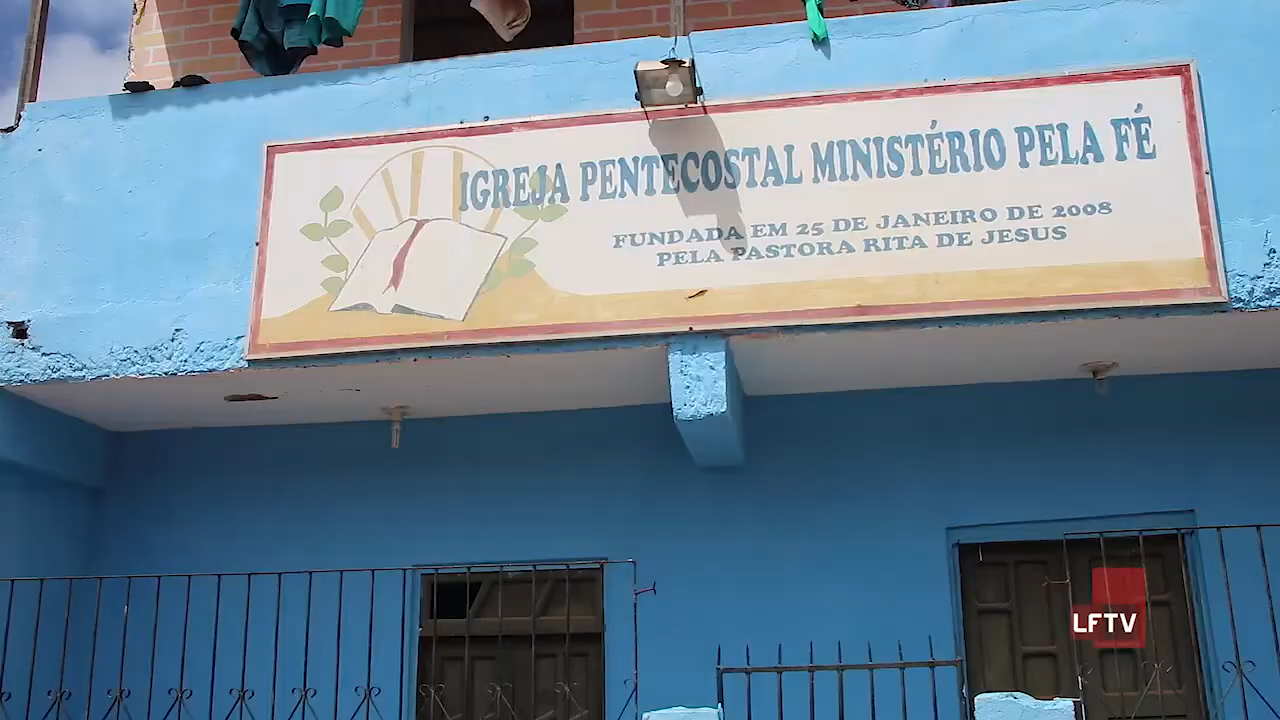 IGREJA PENTECOSTAL MINISTÉRIO PELA FÉ
FUNDADA EM 25 DE JANEIRO DE 2008
PELA PASTORA RITA DE JESUS
LFTV